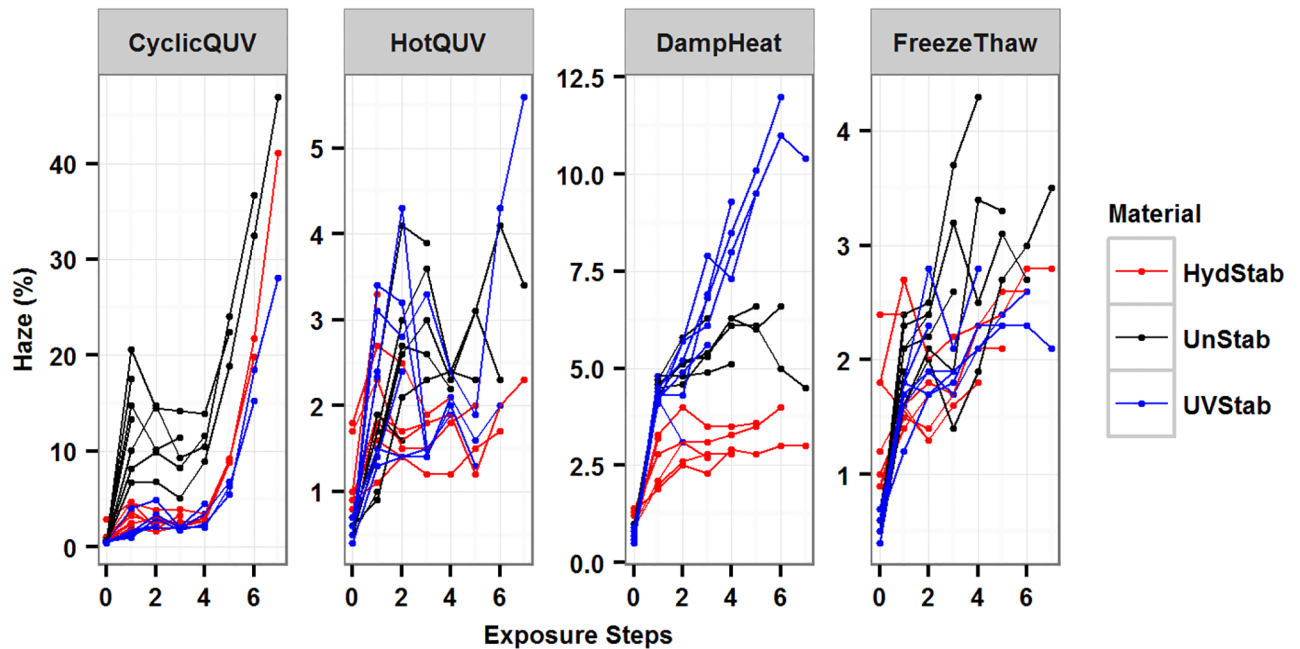 CyclicQUV HotQUV DampHeat FreezeThaw
Haze (%)
40
30
20
10
0
5
4
3
2
1
12.5
10.0
7.5
5.0
2.5
0.0
4
3
2
1
0 2 4 6 0 2 4 6 0 2 4 6 0 2 4 6
Exposure Steps
Material
HydStab
UnStab
UVStab